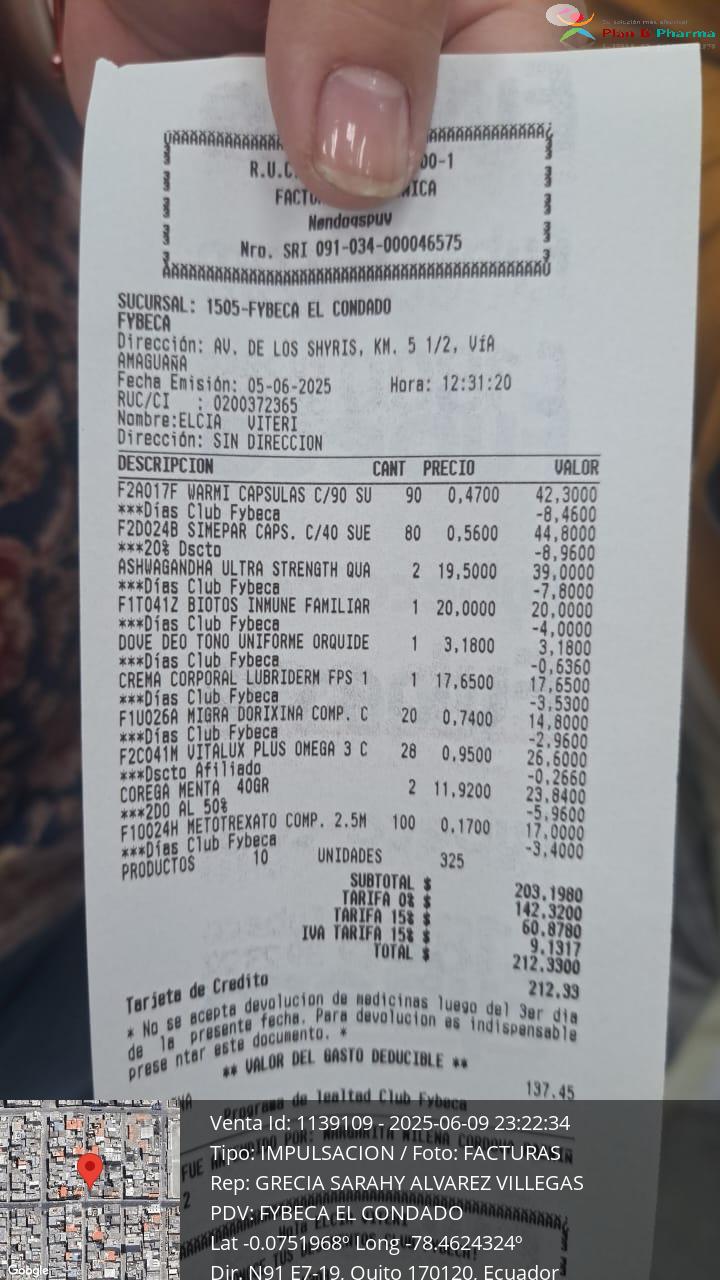 Tu solución más efectiva!
Plan B Pharma
R.U.C. 00-1
FACTU NICA
Nøndoqspuv
Nro. SRI 091-034-000046575
SUCURSAL: 1505-FYBECA EL CONDADO
FYBECA
Dirección: AV. DE LOS SHYRIS, KM. 5 1/2, VíA
AMAGUAñA
Fecha Emisión: 05-06-2025 Hora: 12:31:20
RUC/CI : 0200372365
Nombre:ELCIA VITERI
Dirección: SIN DIRECCION
DESCRIPCION CANT PRECIO VALOR
F2A017F WARMI CAPSULAS C/90 SU 90 0,4700 42,3000
***Días Club Fybeca -8,4600
F2D024B SIMEPAR CAPS. C/40 SUE 80 0,5600 44,8000
***20% Dscto -8,9600
ASHWAGANDHA ULTRA STRENGTH QUA 2 19,5000 39,0000
***Días Club Fybeca -7,8000
F1T041Z BIOTOS INMUNE FAMILIAR 1 20,0000 20,0000
***Días Club Fybeca -4,0000
DOVE DEO TONO UNIFORME ORQUIDE 1 3,1800 3,1800
***Días Club Fybeca -0,6360
CREMA CORPORAL LUBRIDERM FPS 1 1 17,6500 17,6500
***Días Club Fybeca -3,5300
F1U026A MIGRA DORIXINA COMP. C 20 0,7400 14,8000
***Días Club Fybeca -2,9600
F2C041M VITALUX PLUS OMEGA 3 C 28 0,9500 26,6000
***Dscto Afiliado -0,2660
COREGA MENTA 40GR 2 11,9200 23,8400
***2DO AL 50% -5,9600
F10024H METOTREXATO COMP. 2.5M 100 0,1700 17,0000
***Días Club Fybeca -3,4000
PRODUCTOS 10 UNIDADES 325
SUBTOTAL $ 203,1980
TARIFA 0% $ 142,3200
TARIFA 15% $ 60,8780
IVA TARIFA 15% $ 9,1317
TOTAL $ 212,3300
Tarjeta de Credito 212,33
* No se acepta devolucion de medicinas luego del 3er dia
de la presente fecha. Para devolucion es indispensable
prese ntar este documento. *
** VALOR DEL GASTO DEDUCIBLE **
137.45
Programa de lealtad Club Fybeca
Venta Id: 1139109 - 2025-06-09 23:22:34
Tipo: IMPULSACION / Foto: FACTURAS
Rep: GRECIA SARAHY ALVAREZ VILLEGAS
PDV: FYBECA EL CONDADO
Lat -0.0751968º Long -78.4624324º
Dir. N91 E7-19, Quito 170120, Ecuador
Google